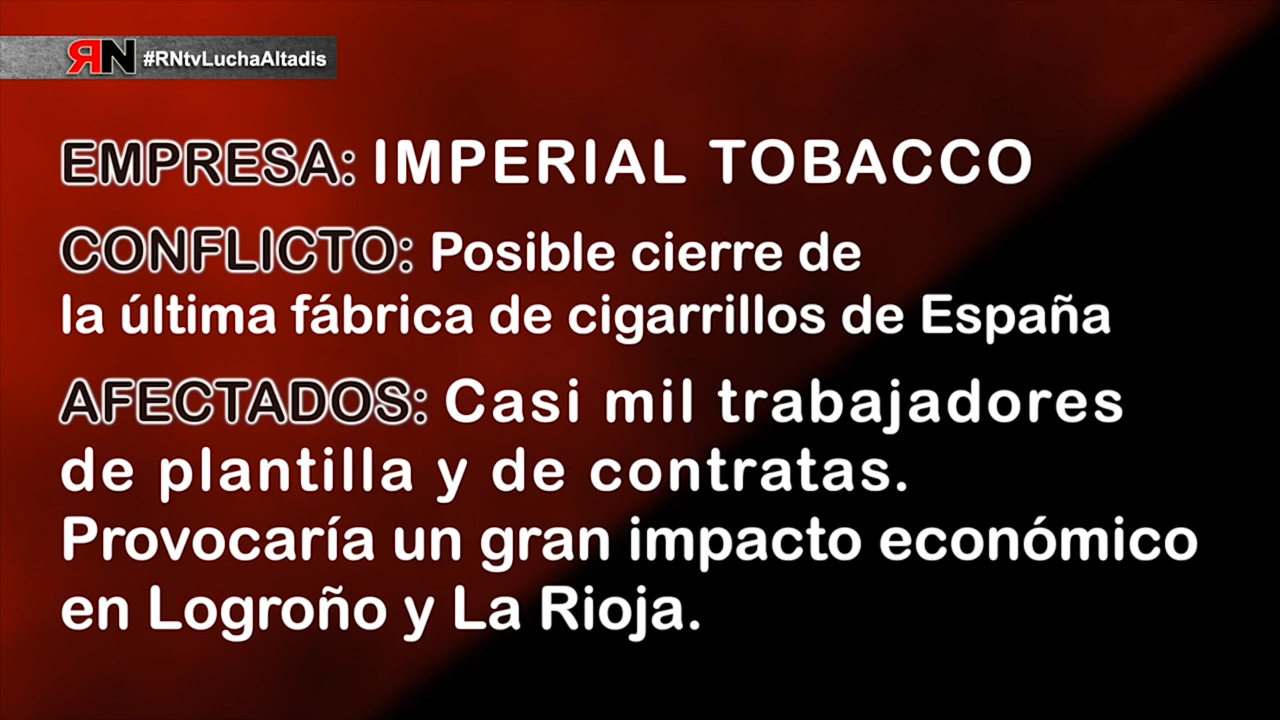 RN #RNtvLuchaAltadis
EMPRESA: IMPERIAL TOBACCO
CONFLICTO: Posible cierre de
la última fábrica de cigarrillos de España
AFECTADOS: Casi mil trabajadores
de plantilla y de contratas.
Provocaría un gran impacto económico
en Logroño y La Rioja.